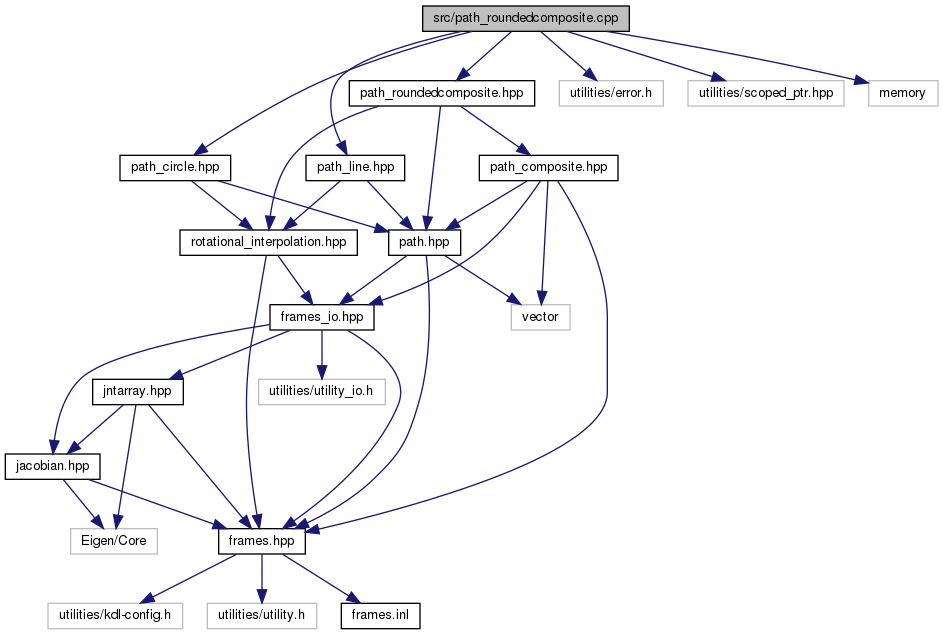 src/path_roundedcomposite.cpp
path_roundedcomposite.hpp
utilities/error.h
utilities/scoped_ptr.hpp
memory
path_circle.hpp
path_line.hpp
path_composite.hpp
rotational_interpolation.hpp
path.hpp
frames_io.hpp
vector
jntarray.hpp
utilities/utility_io.h
jacobian.hpp
Eigen/Core
frames.hpp
utilities/kdl-config.h
utilities/utility.h
frames.inl